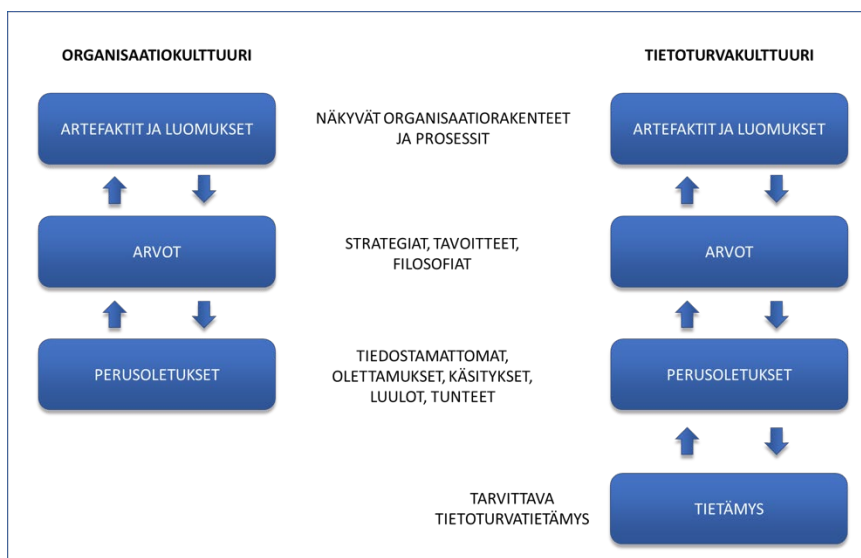 ORGANISAATIOKULTTUURI
TIETOTURVAKULTTUURI
ARTEFAKTIT JA LUOMUKSET
NÄKYVÄT ORGANISAATIORAKENTEET
JA PROSESSIT
ARTEFAKTIT JA LUOMUKSET
ARVOT
STRATEGIAT, TAVOITTEET,
FILOSOFIAT
ARVOT
PERUSOLETUKSET
TIEDOSTAMATTOMAT,
OLETTAMUKSET, KÄSITYKSET,
LUULOT, TUNTEET
PERUSOLETUKSET
TARVITTAVA
TIETOTURVATIETÄMYS
TIETÄMYS